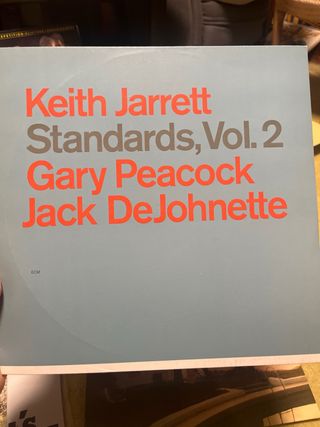 Keith Jarrett
Standards, Vol. 2
Gary Peacock
Jack DeJohnette
ECM